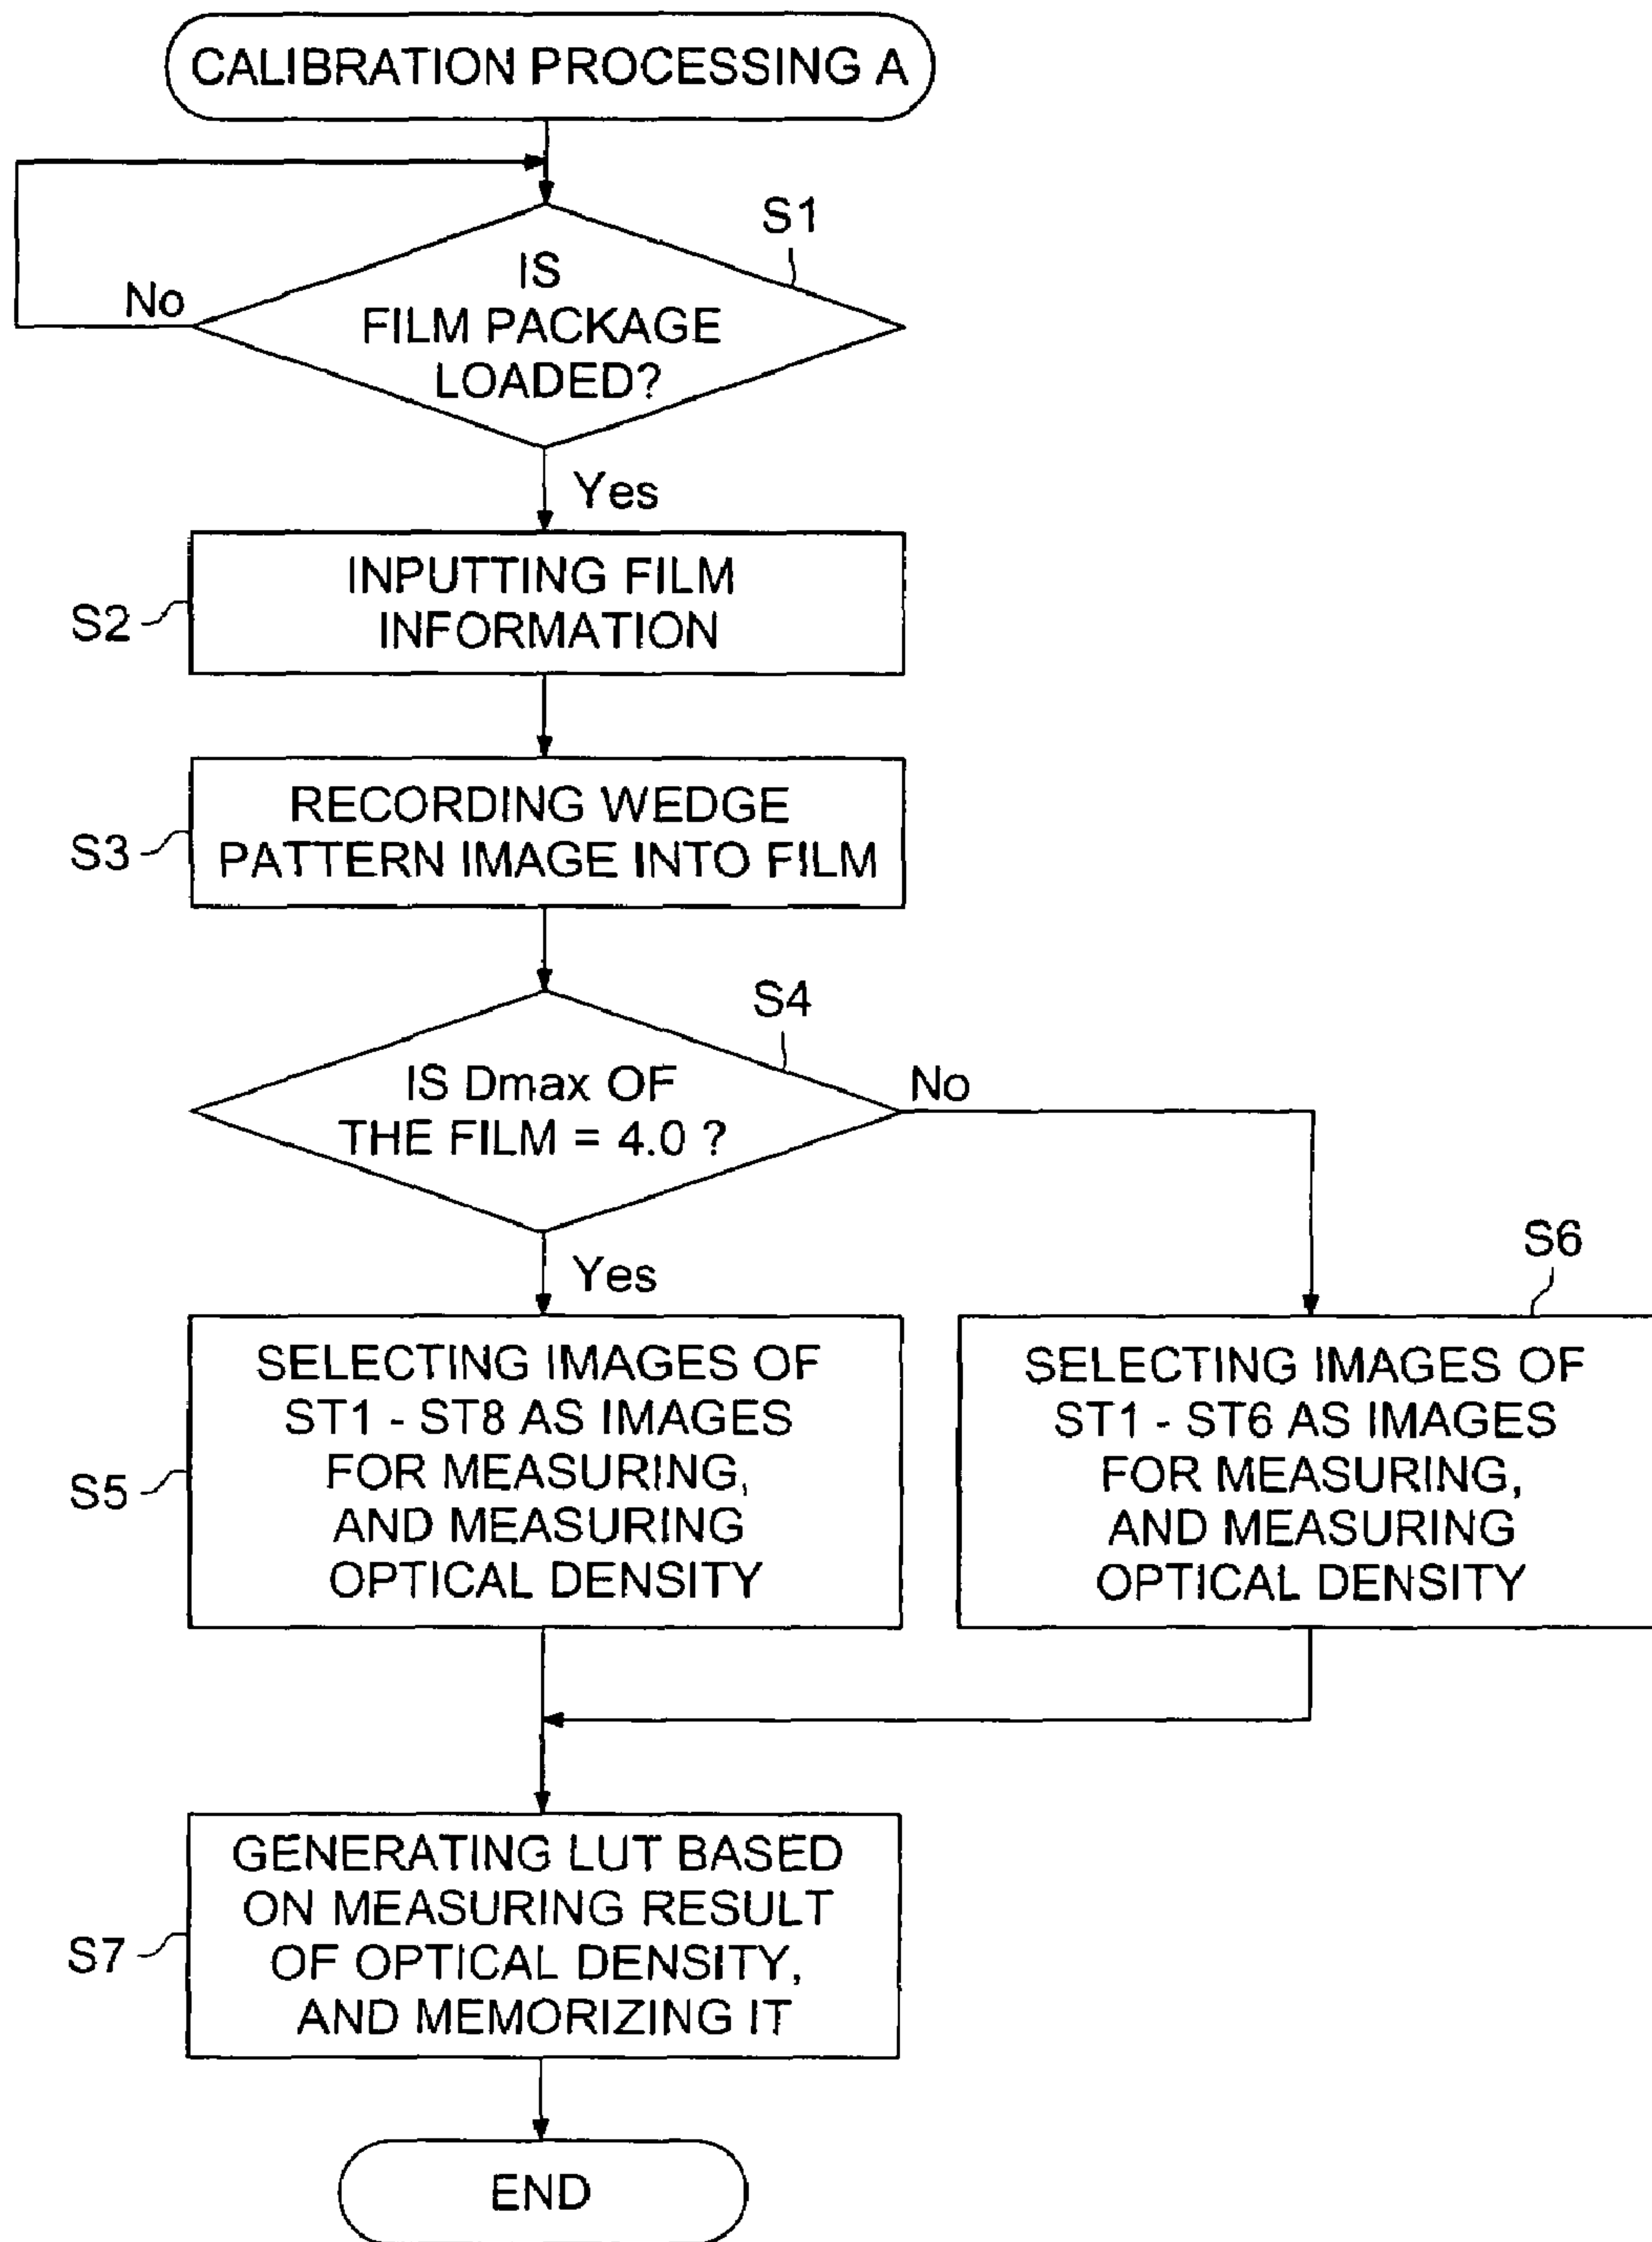 CALIBRATION PROCESSING A
S1
IS
FILM PACKAGE
LOADED?
No
Yes
S2
INPUTTING FILM
INFORMATION
S3
RECORDING WEDGE
PATTERN IMAGE INTO FILM
S4
IS Dmax OF
THE FILM = 4.0 ?
No
Yes
S5
SELECTING IMAGES OF
ST1 - ST8 AS IMAGES
FOR MEASURING,
AND MEASURING
OPTICAL DENSITY
S6
SELECTING IMAGES OF
ST1 - ST6 AS IMAGES
FOR MEASURING,
AND MEASURING
OPTICAL DENSITY
S7
GENERATING LUT BASED
ON MEASURING RESULT
OF OPTICAL DENSITY,
AND MEMORIZING IT
END